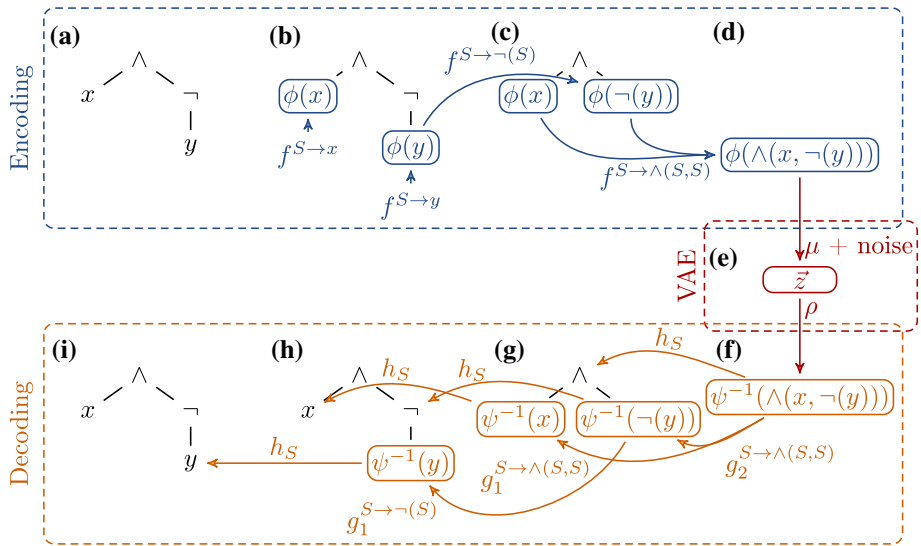 Encoding
(a)
∧
x
¬
y
(b)
∧
ϕ(x)
¬
ϕ(y)
f^{S→x}
f^{S→y}
(c)
f^{S→¬(S)}
∧
ϕ(x)
ϕ(¬(y))
f^{S→∧(S,S)}
(d)
ϕ(∧(x, ¬(y)))
VAE
(e)
μ + noise
z⃗
ρ
Decoding
(i)
∧
x
¬
y
h_S
(h)
∧
x
¬
ψ^{−1}(y)
g_1^{S→¬(S)}
h_S
h_S
(g)
∧
ψ^{−1}(x)
ψ^{−1}(¬(y))
g_1^{S→∧(S,S)}
h_S
(f)
ψ^{−1}(∧(x, ¬(y)))
g_2^{S→∧(S,S)}